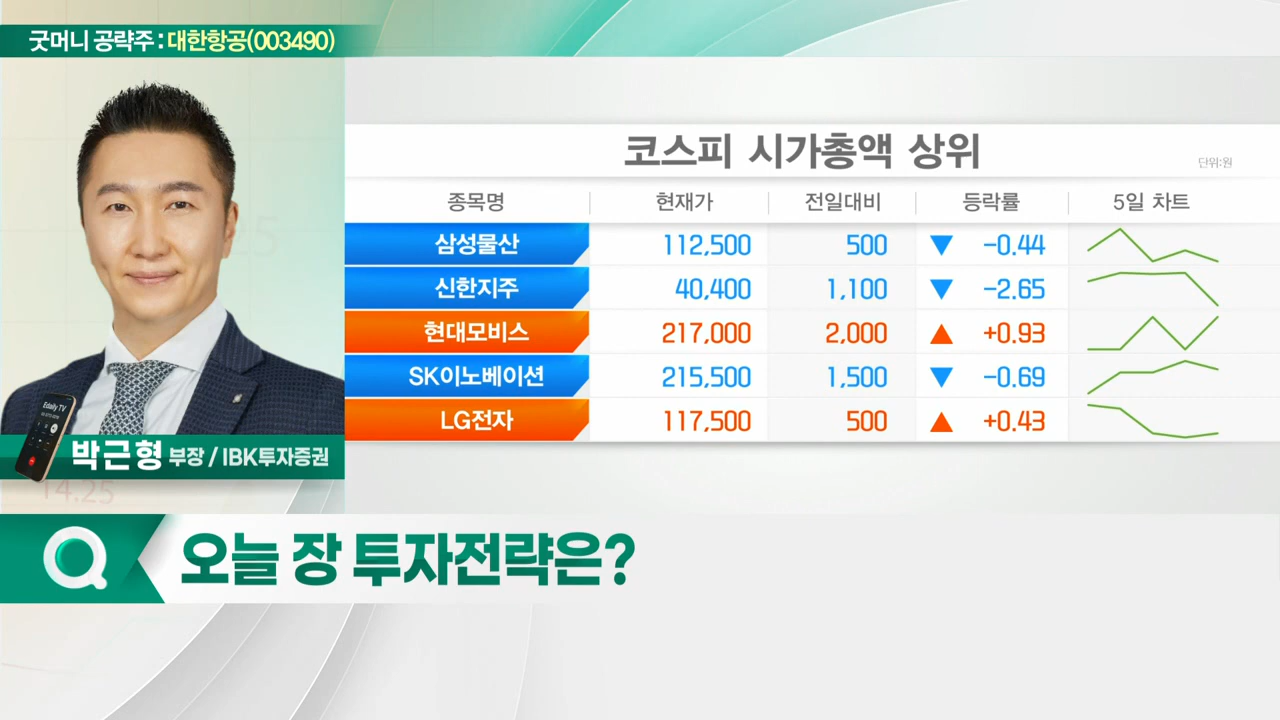 굿머니 공략주 : 대한항공(003490)
코스피 시가총액 상위
단위:원
종목명 현재가 전일대비 등락률 5일 차트
삼성물산 112,500 500 ▼ -0.44
신한지주 40,400 1,100 ▼ -2.65
현대모비스 217,000 2,000 ▲ +0.93
SK이노베이션 215,500 1,500 ▼ -0.69
LG전자 117,500 500 ▲ +0.43
Edaily TV
박근형 부장 / IBK투자증권
14.25
Q 오늘 장 투자전략은?